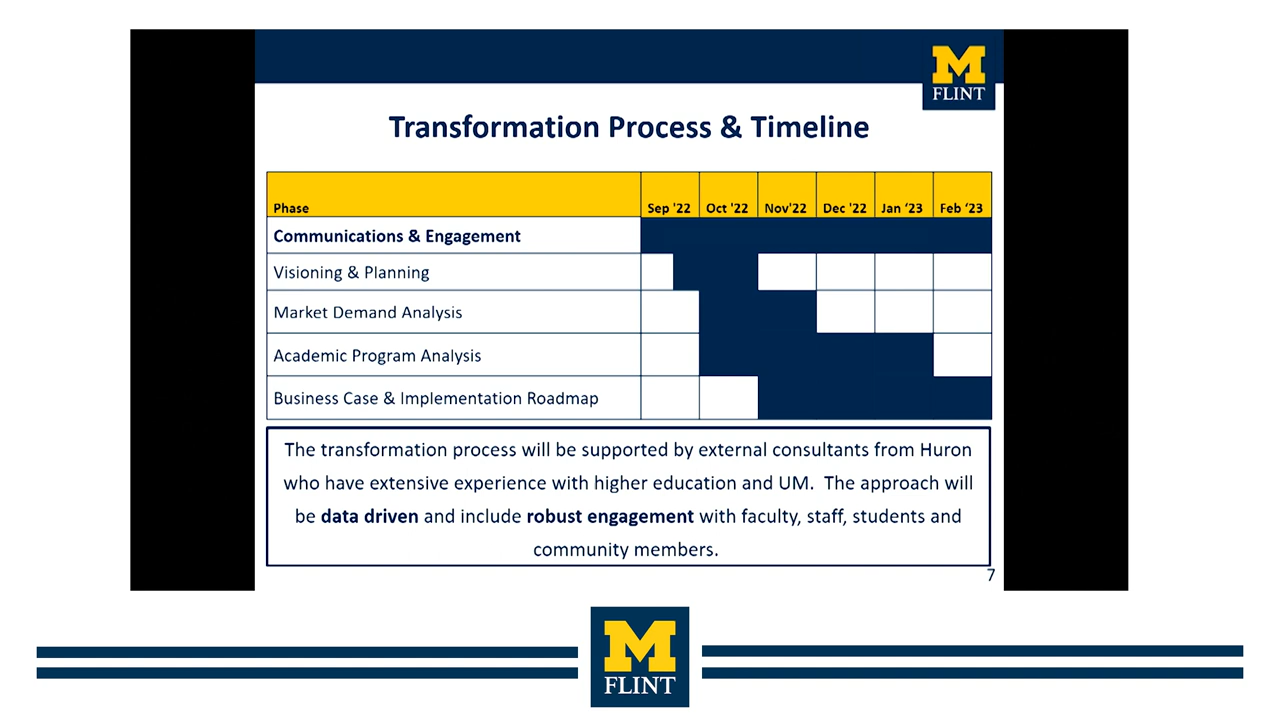 M
FLINT
Transformation Process & Timeline
Phase Sep '22 Oct '22 Nov'22 Dec '22 Jan ‘23 Feb ‘23
Communications & Engagement
Visioning & Planning
Market Demand Analysis
Academic Program Analysis
Business Case & Implementation Roadmap
The transformation process will be supported by external consultants from Huron
who have extensive experience with higher education and UM. The approach will
be data driven and include robust engagement with faculty, staff, students and
community members.
7
M
FLINT